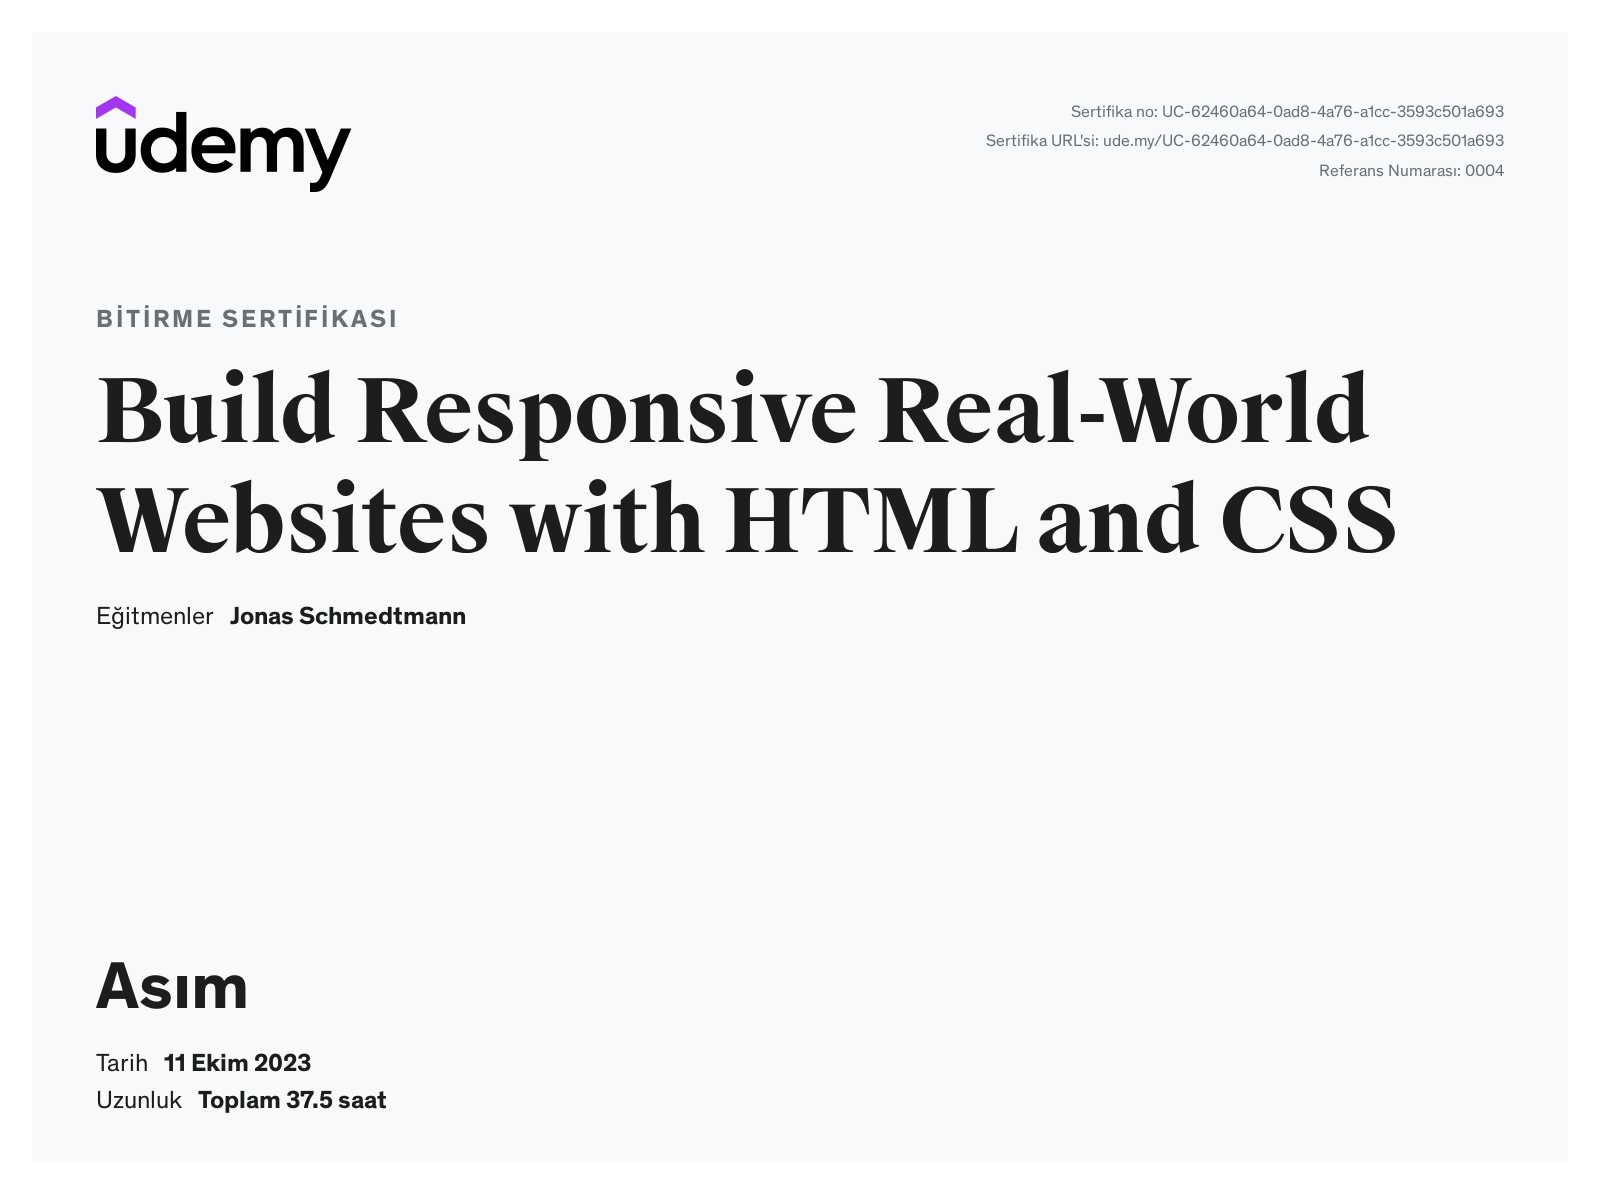 udemy
Sertifika no: UC-62460a64-0ad8-4a76-a1cc-3593c501a693
Sertifika URL'si: ude.my/UC-62460a64-0ad8-4a76-a1cc-3593c501a693
Referans Numarası: 0004
BİTİRME SERTİFİKASI
Build Responsive Real-World
Websites with HTML and CSS
Eğitmenler Jonas Schmedtmann
Asım
Tarih 11 Ekim 2023
Uzunluk Toplam 37.5 saat